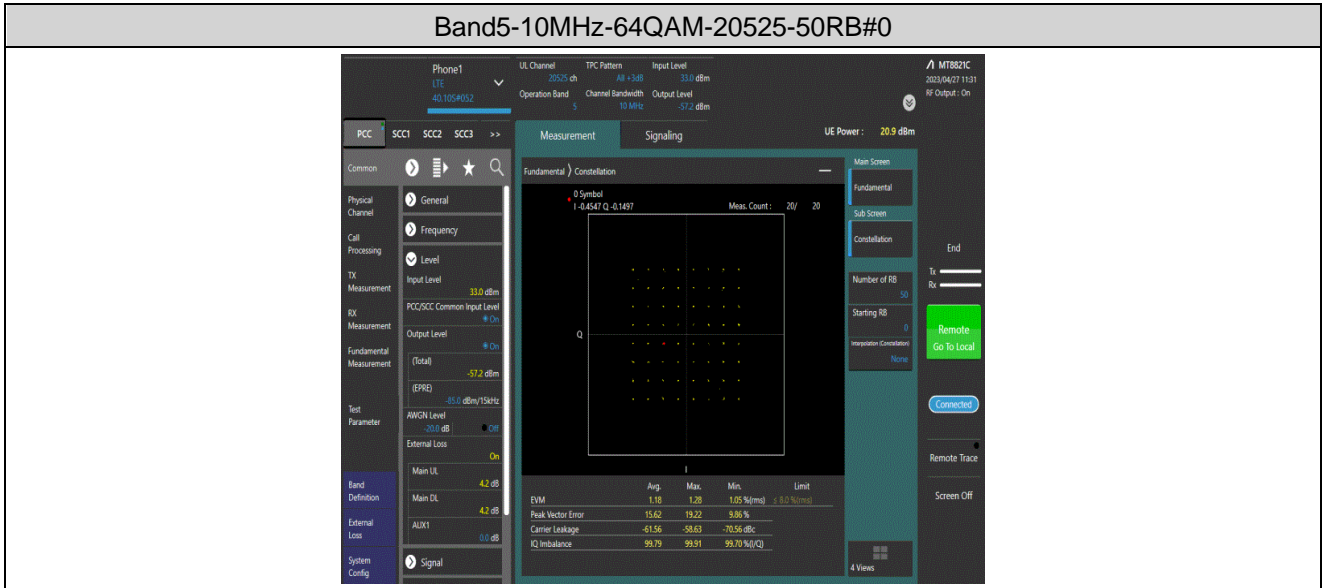 Band5-10MHz-64QAM-20525-50RB#0
Phone1
LTE
40.105#052
UL Channel
20525 ch
TPC Pattern
All +3dB
Input Level
33.0 dBm
Operation Band
5
Channel Bandwidth
10 MHz
Output Level
-57.2 dBm
MT8821C
2023/04/27 11:31
RF Output : On
PCC SCC1 SCC2 SCC3 >>
Measurement
Signaling
UE Power : 20.9 dBm
Common
Physical
Channel
Call
Processing
TX
Measurement
RX
Measurement
Fundamental
Measurement
Test
Parameter
Band
Definition
External
Loss
System
Config
General
Frequency
Level
Input Level
33.0 dBm
PCC/SCC Common Input Level
On
Output Level
On
(Total)
-57.2 dBm
(EPRE)
-85.0 dBm/15kHz
AWGN Level
-20.0 dB Off
External Loss
On
Main UL
4.2 dB
Main DL
4.2 dB
AUX1
0.0 dB
Signal
Fundamental 〉 Constellation
0 Symbol
I -0.4547 Q -0.1497
Meas. Count : 20/ 20
Q
I
Avg. Max. Min. Limit
EVM 1.18 1.28 1.05 %(rms) ≤ 8.0 %(rms)
Peak Vector Error 15.62 19.22 9.86 %
Carrier Leakage -61.56 -58.63 -70.56 dBc
IQ Imbalance 99.79 99.91 99.70 %(I/Q)
Main Screen
Fundamental
Sub Screen
Constellation
Number of RB
50
Starting RB
0
Interpolation (Constellation)
None
4 Views
End
Tx
Rx
Remote
Go To Local
Connected
Remote Trace
Screen Off